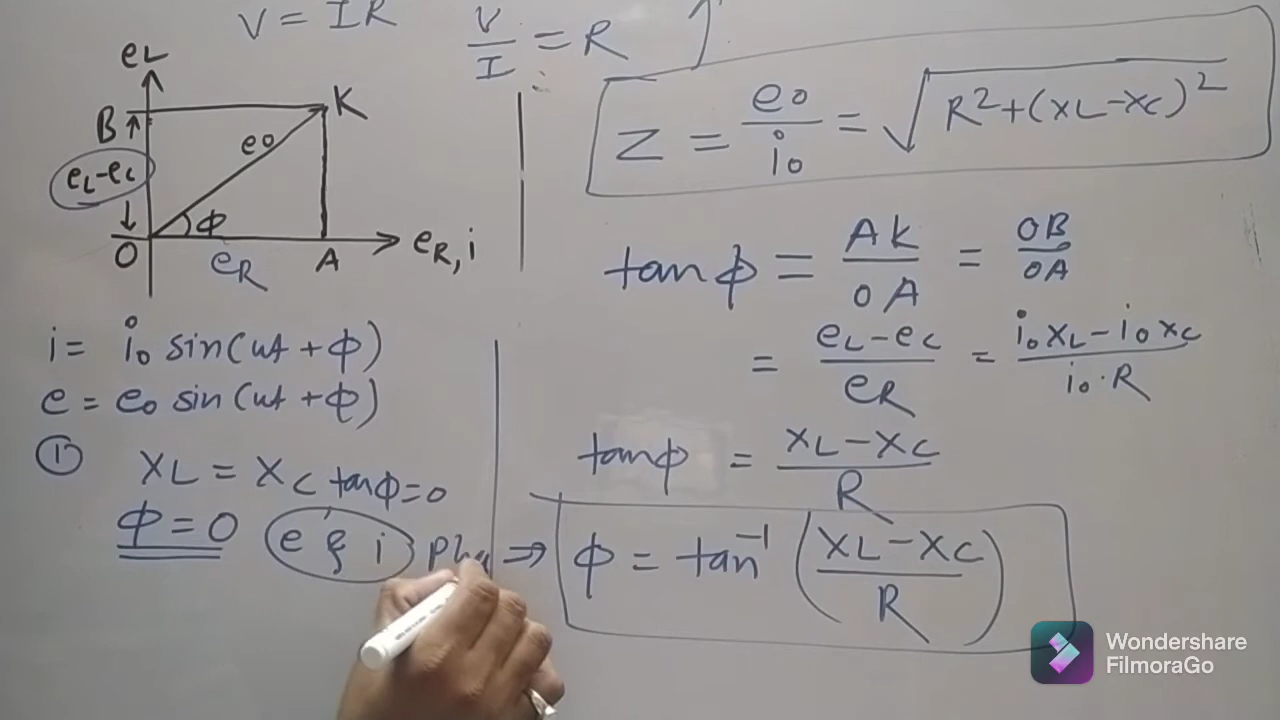 V = IR
V/I = R
eL
B
K
e0
eL-eC
ϕ
O
eR
A
eR, i
Z = e0/i0 = √R²+(XL-XC)²
tanϕ = AK/OA = OB/OA
= eL-eC/eR = i0XL-i0XC/i0·R
tanϕ = XL-XC/R
⇒ ϕ = tan⁻¹(XL-XC/R)
i = i0 sin(ωt+ϕ)
e = e0 sin(ωt+ϕ)
① XL = XC tanϕ=0
ϕ=0 e & i
Wondershare
FilmoraGo